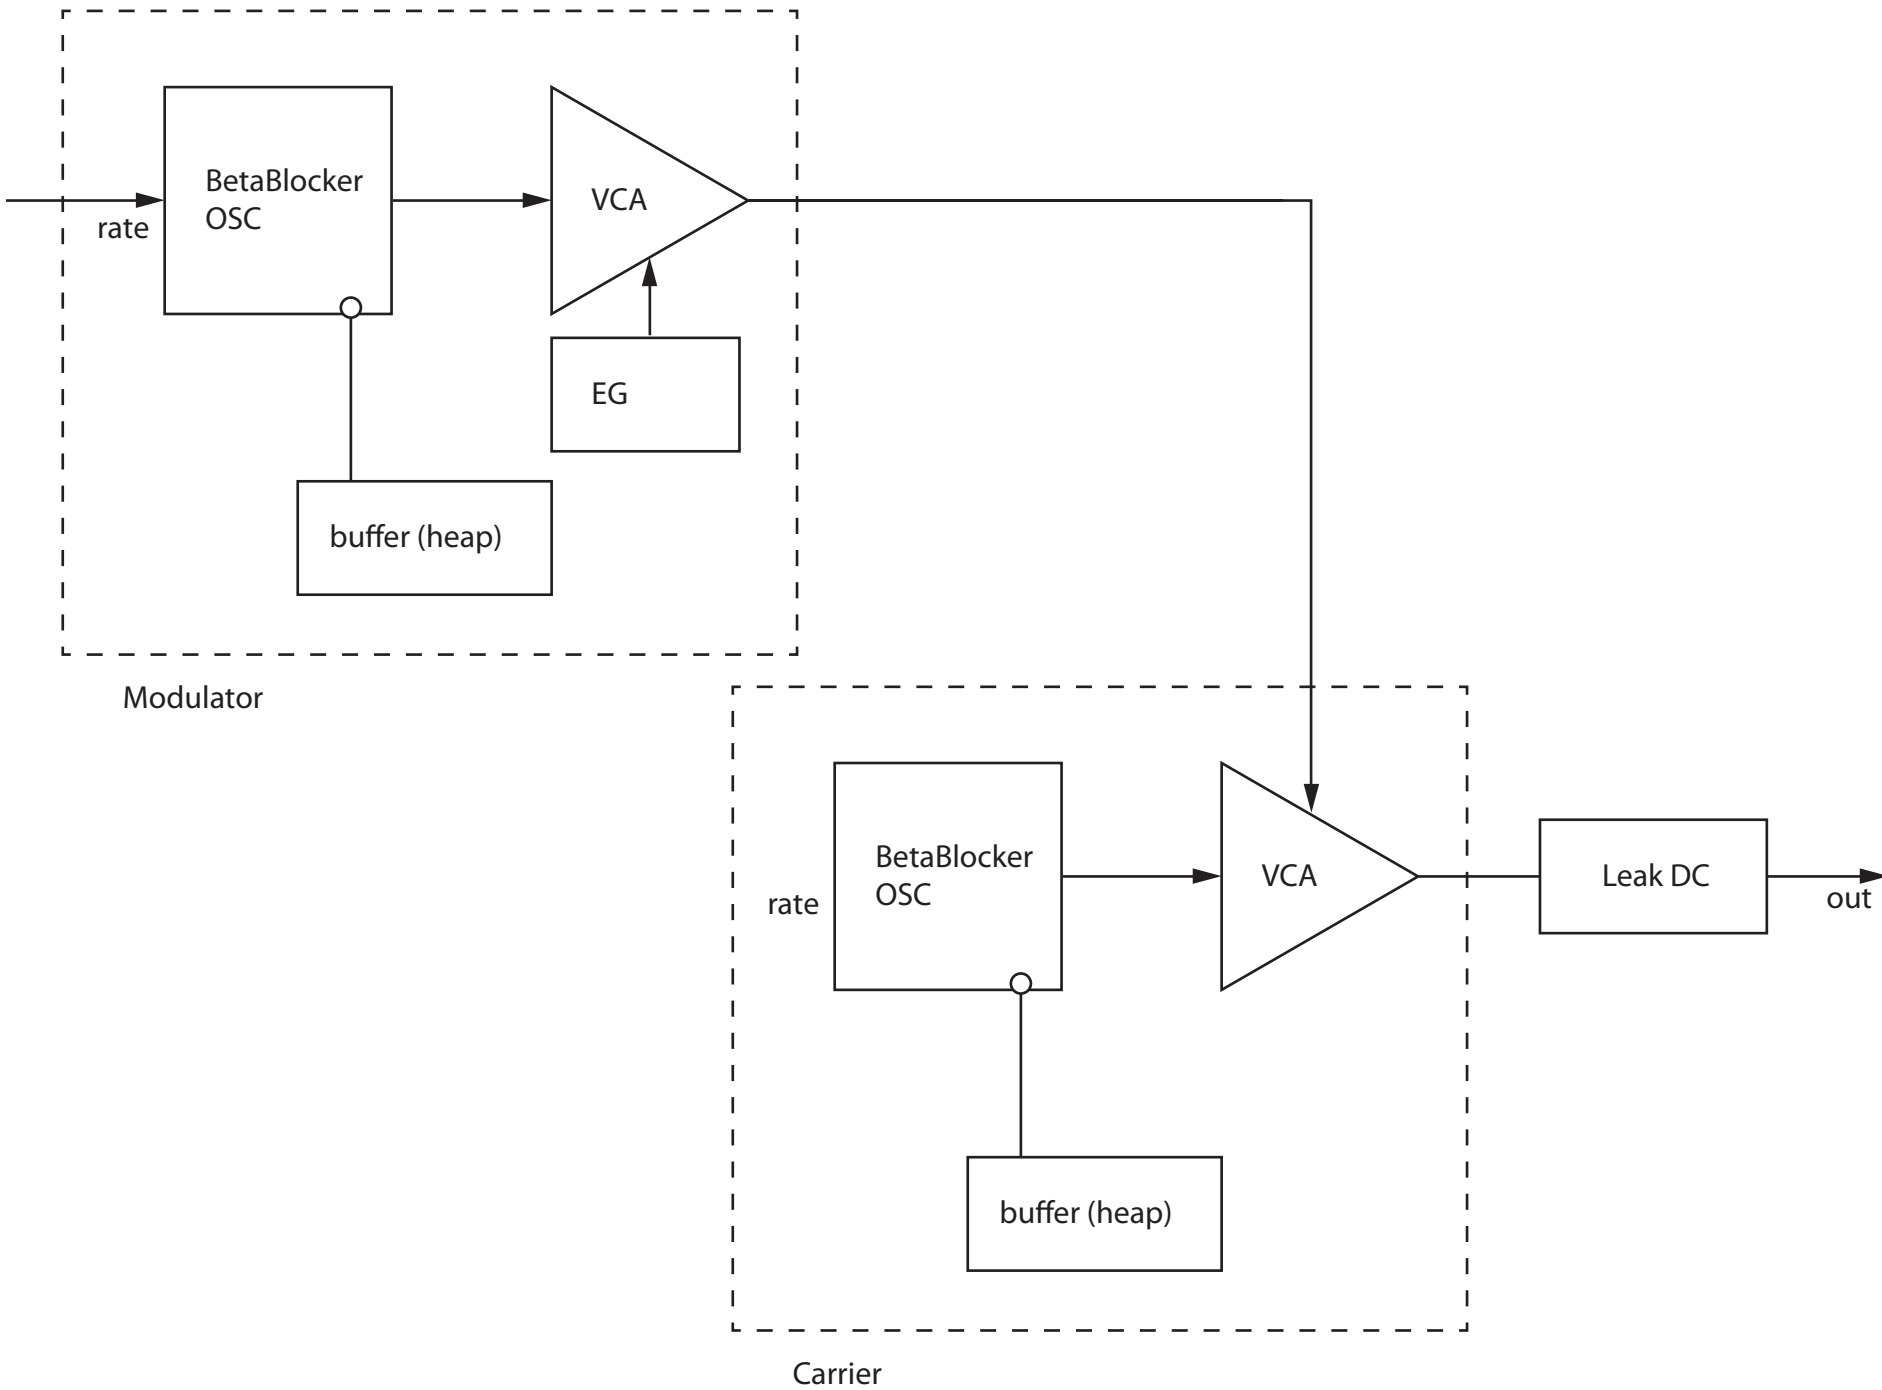 BetaBlocker
OSC
VCA
rate
EG
buffer (heap)
Modulator
BetaBlocker
OSC
VCA
Leak DC
rate
out
buffer (heap)
Carrier